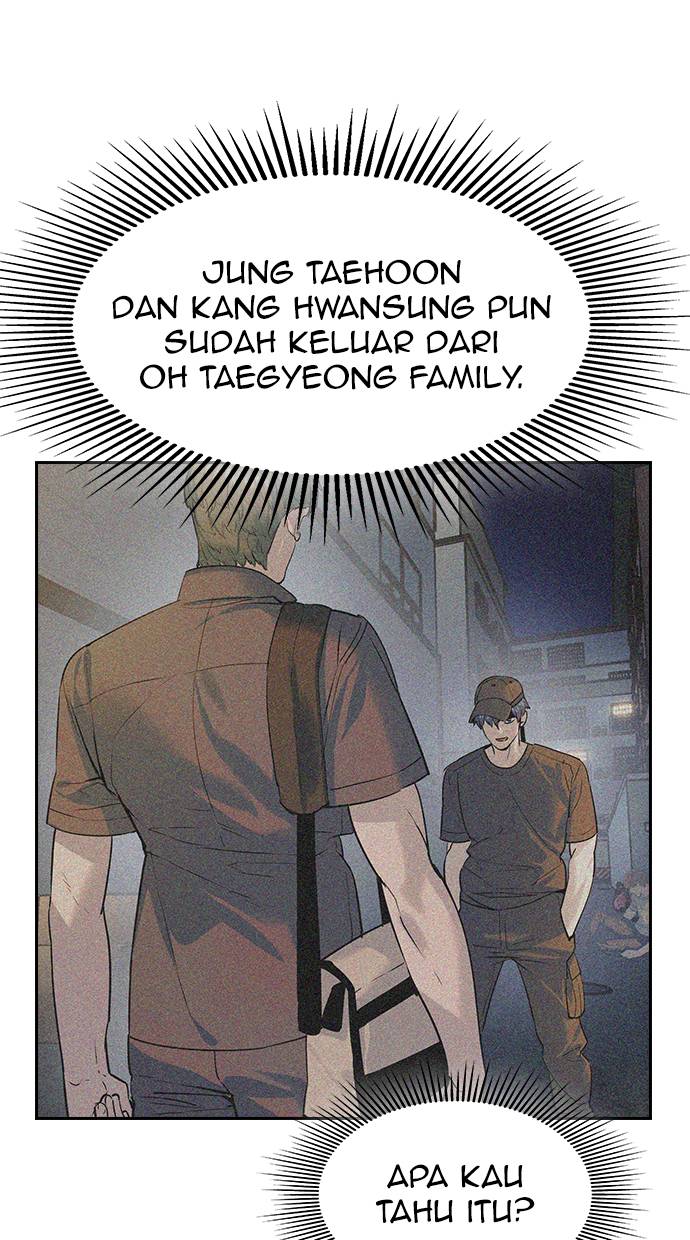 JUNG TAEHOON
DAN KANG HWANSUNG PUN
SUDAH KELUAR DARI
OH TAEGYEONG FAMILY.
APA KAU
TAHU ITU?